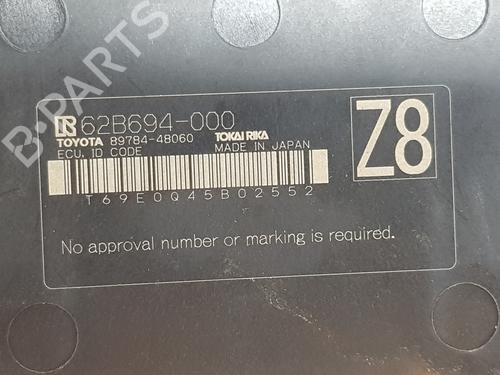 R 62B694-000
TOYOTA 89784-48060 TOKAI RIKA
ECU, ID CODE MADE IN JAPAN
T69E0Q45B02552
Z8
No approval number or marking is required.
B-PARTS